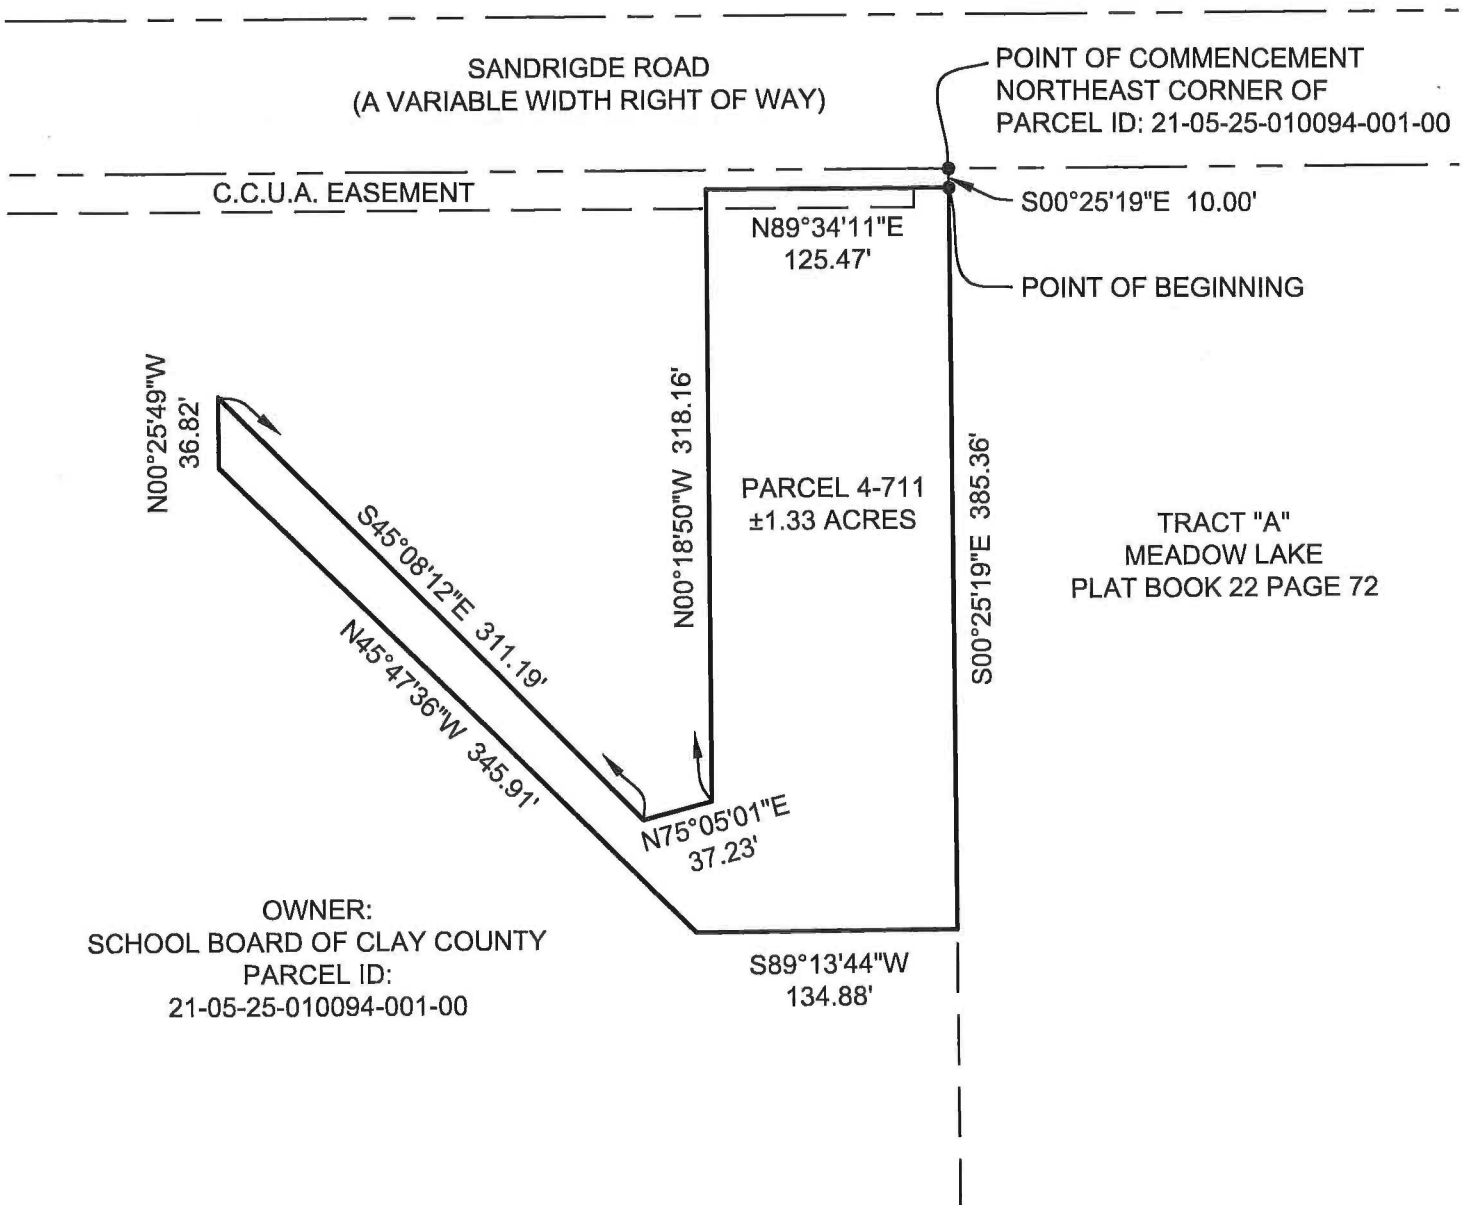 SANDRIGDE ROAD
(A VARIABLE WIDTH RIGHT OF WAY)
POINT OF COMMENCEMENT
NORTHEAST CORNER OF
PARCEL ID: 21-05-25-010094-001-00
C.C.U.A. EASEMENT
S00°25'19"E 10.00'
N89°34'11"E
125.47'
POINT OF BEGINNING
N00°25'49"W
36.82'
S45°08'12"E 311.19'
N45°47'36"W 345.91'
N00°18'50"W 318.16'
PARCEL 4-711
±1.33 ACRES
S00°25'19"E 385.36'
TRACT "A"
MEADOW LAKE
PLAT BOOK 22 PAGE 72
N75°05'01"E
37.23'
OWNER:
SCHOOL BOARD OF CLAY COUNTY
PARCEL ID:
21-05-25-010094-001-00
S89°13'44"W
134.88'